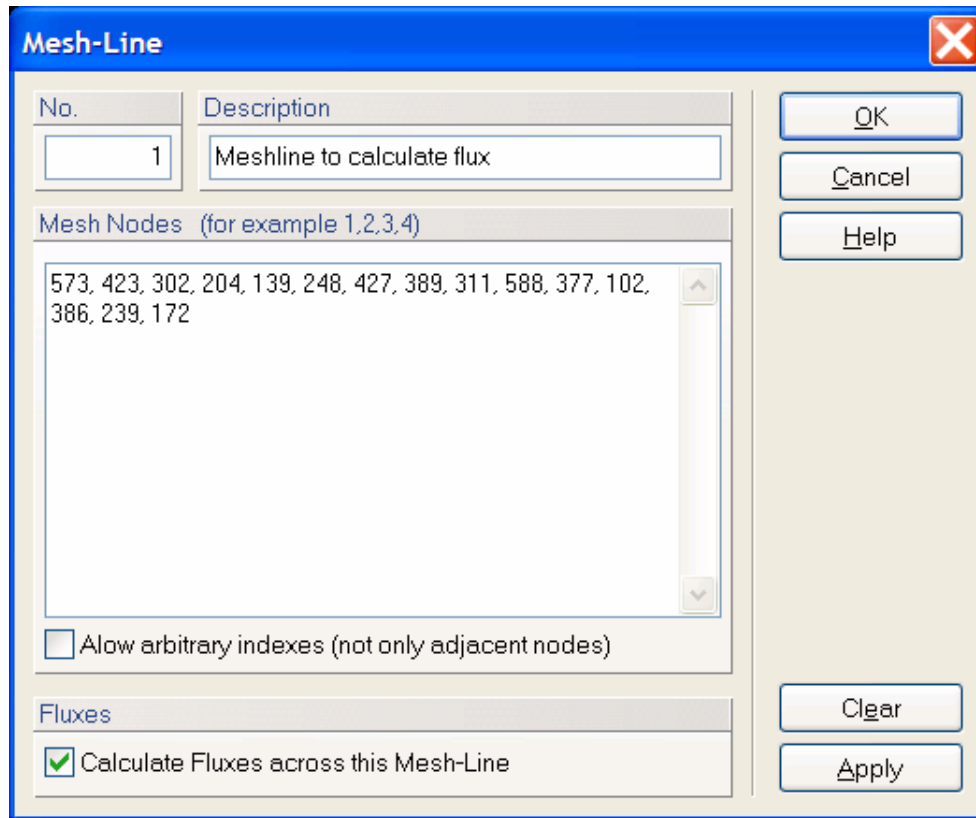 Mesh-Line
No. Description
1 Meshline to calculate flux
Mesh Nodes (for example 1,2,3,4)
573, 423, 302, 204, 139, 248, 427, 389, 311, 588, 377, 102,
386, 239, 172
Alow arbitrary indexes (not only adjacent nodes)
Fluxes
Calculate Fluxes across this Mesh-Line
OK
Cancel
Help
Clear
Apply